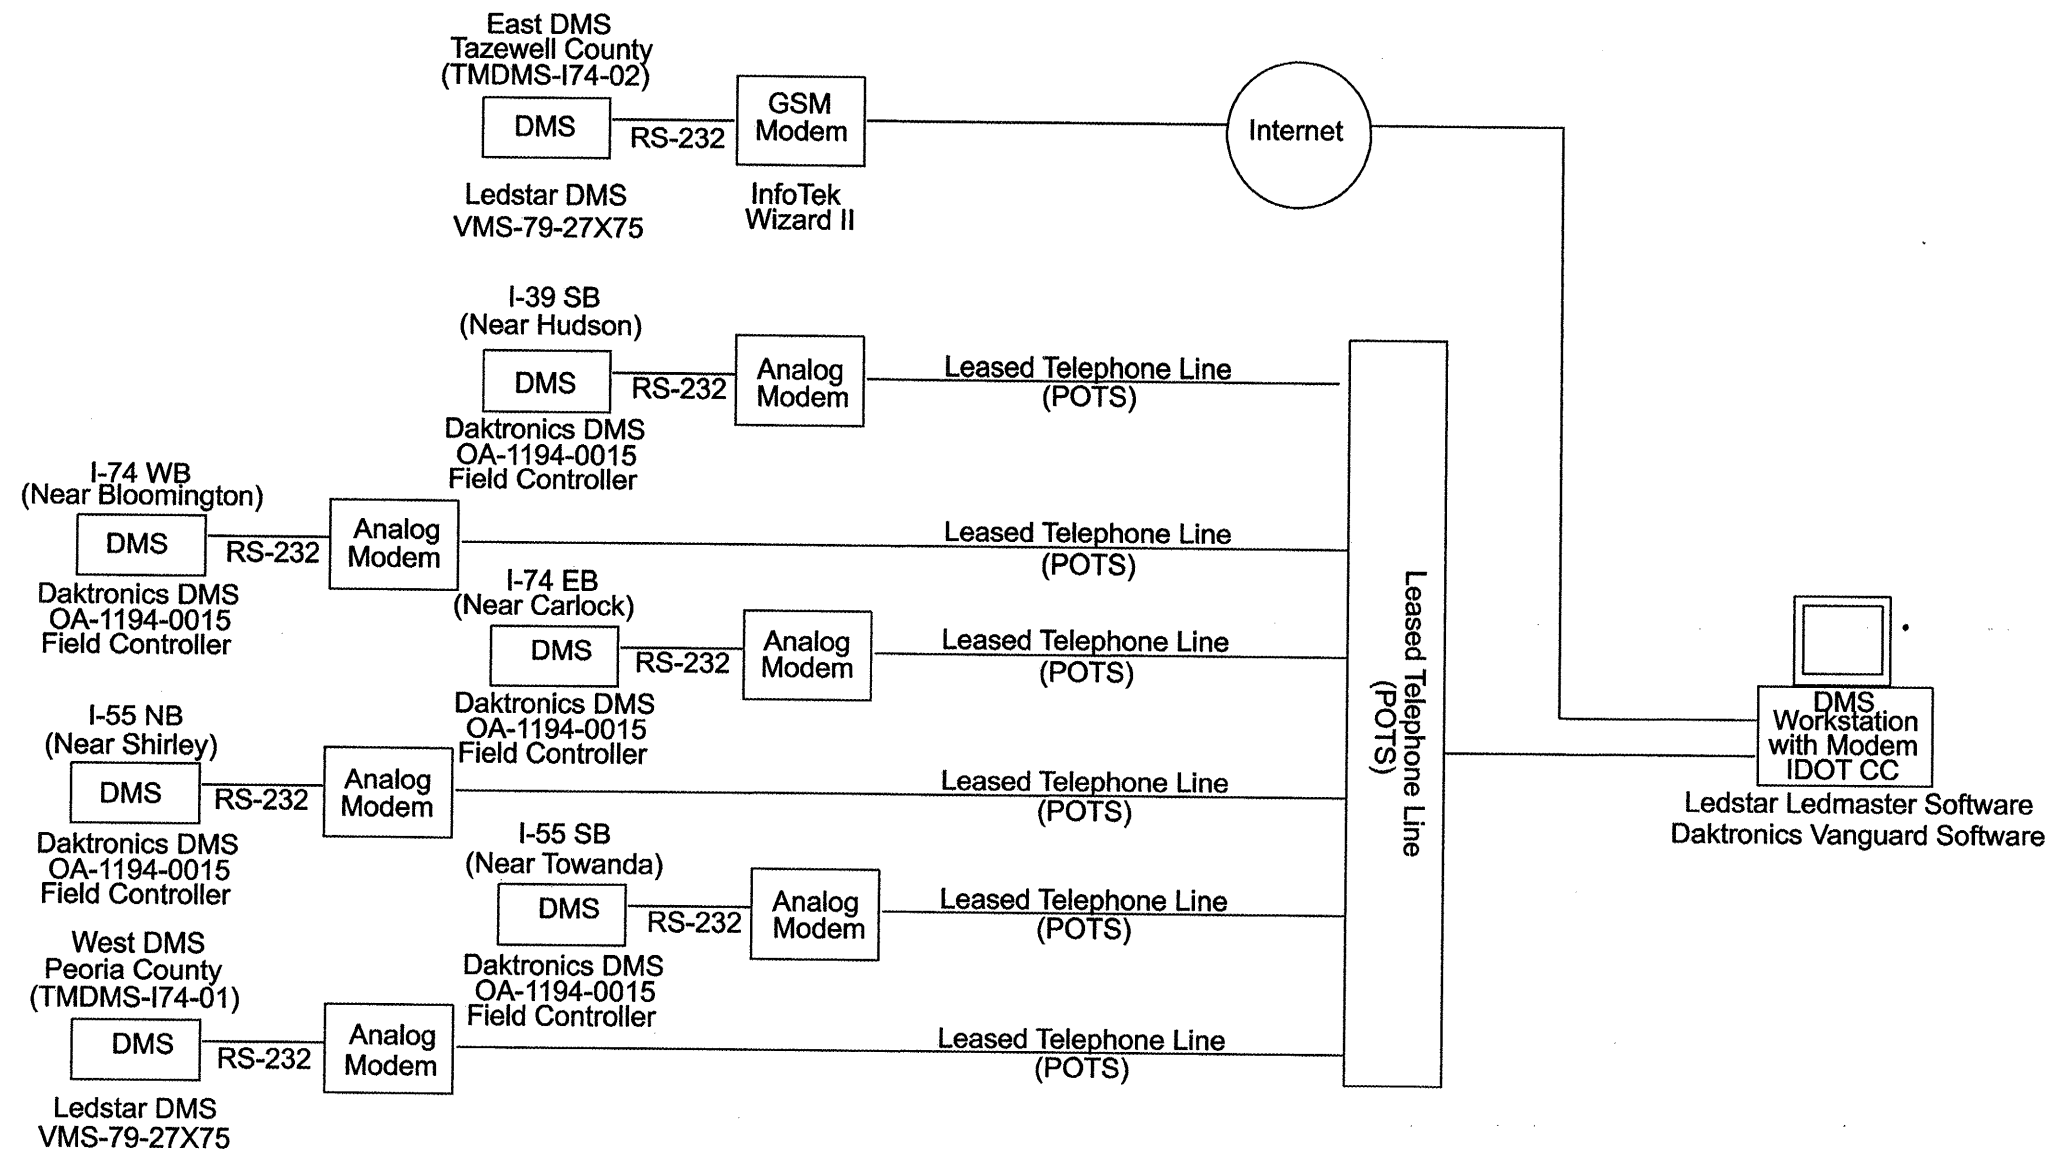 East DMS
Tazewell County
(TMDMS-I74-02)
DMS
RS-232
GSM
Modem
Internet
Ledstar DMS
VMS-79-27X75
InfoTek
Wizard II
I-39 SB
(Near Hudson)
DMS
RS-232
Analog
Modem
Leased Telephone Line
(POTS)
Daktronics DMS
OA-1194-0015
Field Controller
I-74 WB
(Near Bloomington)
DMS
RS-232
Analog
Modem
Leased Telephone Line
(POTS)
Daktronics DMS
OA-1194-0015
Field Controller
I-74 EB
(Near Carlock)
DMS
RS-232
Analog
Modem
Leased Telephone Line
(POTS)
Daktronics DMS
OA-1194-0015
Field Controller
I-55 NB
(Near Shirley)
DMS
RS-232
Analog
Modem
Leased Telephone Line
(POTS)
Daktronics DMS
OA-1194-0015
Field Controller
I-55 SB
(Near Towanda)
DMS
RS-232
Analog
Modem
Leased Telephone Line
(POTS)
Daktronics DMS
OA-1194-0015
Field Controller
West DMS
Peoria County
(TMDMS-I74-01)
DMS
RS-232
Analog
Modem
Leased Telephone Line
(POTS)
Ledstar DMS
VMS-79-27X75
Leased Telephone Line
(POTS)
DMS
Workstation
with Modem
IDOT CC
Ledstar Ledmaster Software
Daktronics Vanguard Software